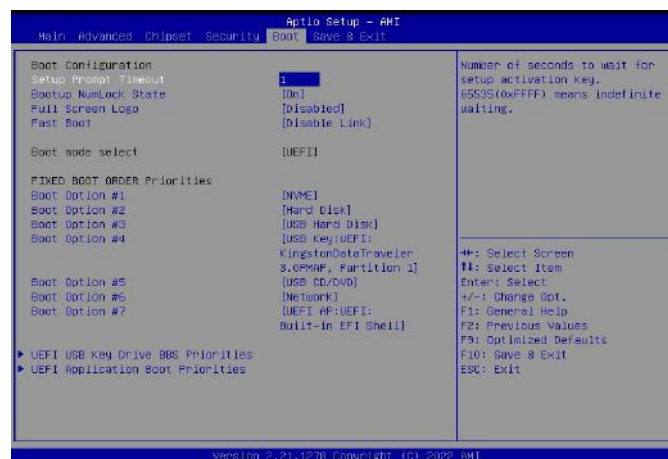 Aptio Setup - AMI
Main Advanced Chipset Security Boot Save & Exit
Boot Configuration
Setup Prompt Timeout 1
Bootup NumLock State [On]
Full Screen Logo [Disabled]
Fast Boot [Disable Link]
Boot mode select [UEFI]
FIXED BOOT ORDER Priorities
Boot Option #1 [NVME]
Boot Option #2 [Hard Disk]
Boot Option #3 [USB Hard Disk]
Boot Option #4 [USB Key:UEFI:
KingstonDataTraveler
3.0PMAP, Partition 1]
Boot Option #5 [USB CD/DVD]
Boot Option #6 [Network]
Boot Option #7 [UEFI AP:UEFI:
Built-in EFI Shell]
UEFI USB Key Drive BBS Priorities
UEFI Application Boot Priorities
Number of seconds to wait for
setup activation key.
65535(0xFFFF) means indefinite
waiting.
→←: Select Screen
↑↓: Select Item
Enter: Select
+/-: Change Opt.
F1: General Help
F2: Previous Values
F9: Optimized Defaults
F10: Save & Exit
ESC: Exit
Version 2.21.1278 Copyright (C) 2022 AMI